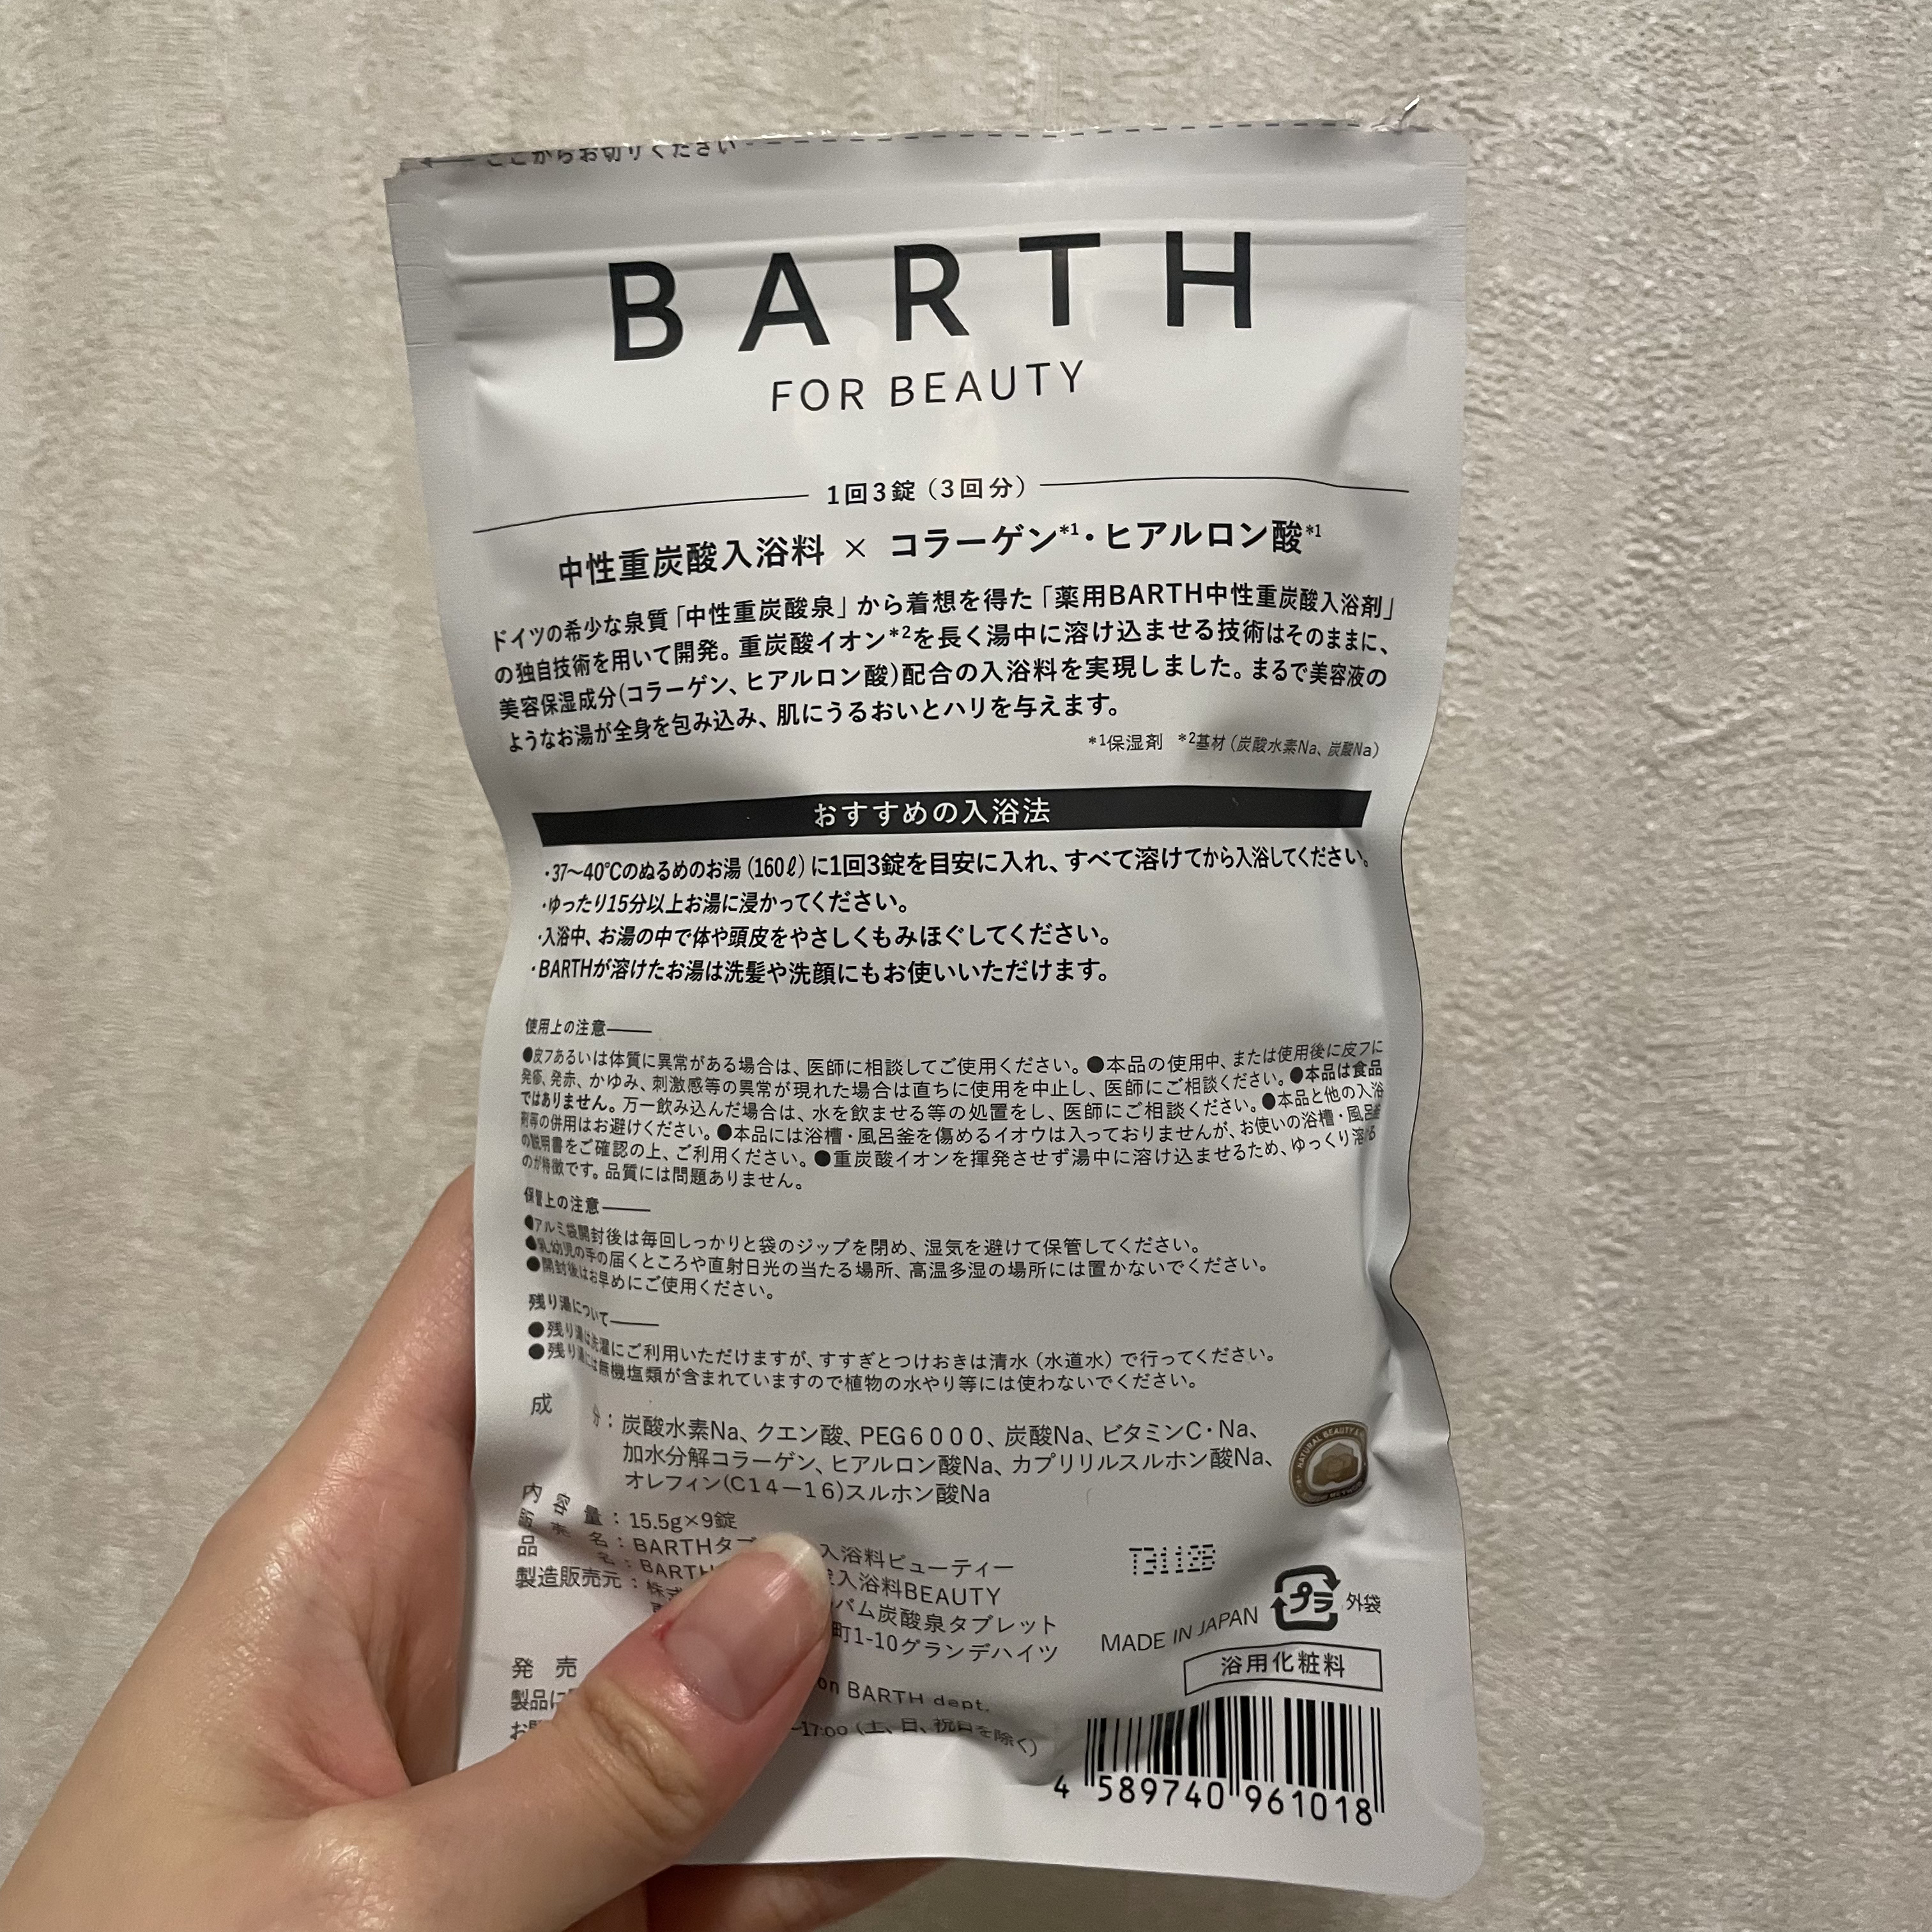 ここからお切りください
BARTH
FOR BEAUTY
1回3錠（3回分）
中性重炭酸入浴料 × コラーゲン*1・ヒアルロン酸*1
ドイツの希少な泉質「中性重炭酸泉」から着想を得た「薬用BARTH中性重炭酸入浴剤」
の独自技術を用いて開発。重炭酸イオン*2を長く湯中に溶け込ませる技術はそのままに、
美容保湿成分(コラーゲン、ヒアルロン酸)配合の入浴料を実現しました。まるで美容液の
ようなお湯が全身を包み込み、肌にうるおいとハリを与えます。
*1保湿剤 *2基材（炭酸水素Na、炭酸Na）
おすすめの入浴法
・37〜40℃のぬるめのお湯（160ℓ）に1回3錠を目安に入れ、すべて溶けてから入浴してください。
・ゆったり15分以上お湯に浸かってください。
・入浴中、お湯の中で体や頭皮をやさしくもみほぐしてください。
・BARTHが溶けたお湯は洗髪や洗顔にもお使いいただけます。
使用上の注意
●皮フあるいは体質に異常がある場合は、医師に相談してご使用ください。●本品の使用中、または使用後に皮フに
発疹、発赤、かゆみ、刺激感等の異常が現れた場合は直ちに使用を中止し、医師にご相談ください。●本品は食品
ではありません。万一飲み込んだ場合は、水を飲ませる等の処置をし、医師にご相談ください。●本品と他の入浴
剤等の併用はお避けください。●本品には浴槽・風呂釜を傷めるイオウは入っておりませんが、お使いの浴槽・風呂釜
の説明書をご確認の上、ご利用ください。●重炭酸イオンを揮発させず湯中に溶け込ませるため、ゆっくり溶ける
のが特徴です。品質には問題ありません。
保管上の注意
●アルミ袋開封後は毎回しっかりと袋のジップを閉め、湿気を避けて保管してください。
●乳幼児の手の届くところや直射日光の当たる場所、高温多湿の場所には置かないでください。
●開封後はお早めにご使用ください。
残り湯について
●残り湯は洗濯にご利用いただけますが、すすぎとつけおきは清水（水道水）で行ってください。
●残り湯には無機塩類が含まれていますので植物の水やり等には使わないでください。
成分：炭酸水素Na、クエン酸、PEG6000、炭酸Na、ビタミンC・Na、
加水分解コラーゲン、ヒアルロン酸Na、カプリリルスルホン酸Na、
オレフィン(C14－16)スルホン酸Na
内容量：15.5g×9錠
販売名：BARTHタブ 入浴料ビューティー
品名：BARTH 入浴料BEAUTY
製造販売元：株式 バム炭酸泉タブレット
町1-10グランデハイツ
発売
on BARTH dept.
製品に
お
-17:00（土、日、祝日を除く）
NATURAL BEAUTY
T3112B
プラ 外袋
MADE IN JAPAN
浴用化粧料
4 589740 961018